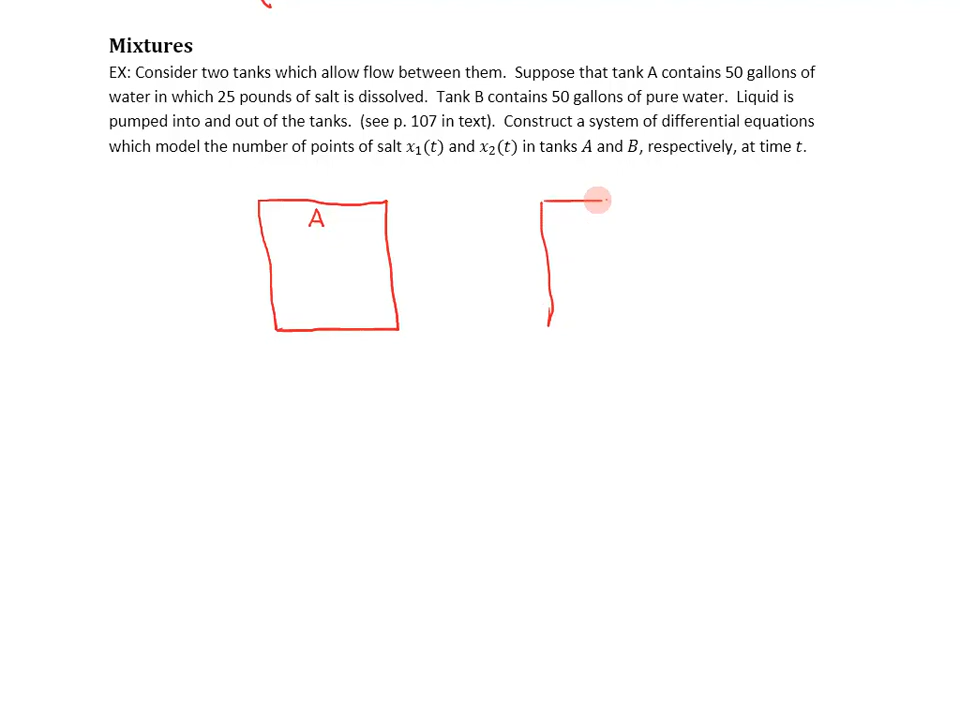 Mixtures
EX: Consider two tanks which allow flow between them. Suppose that tank A contains 50 gallons of
water in which 25 pounds of salt is dissolved. Tank B contains 50 gallons of pure water. Liquid is
pumped into and out of the tanks. (see p. 107 in text). Construct a system of differential equations
which model the number of points of salt x₁(t) and x₂(t) in tanks A and B, respectively, at time t.
A